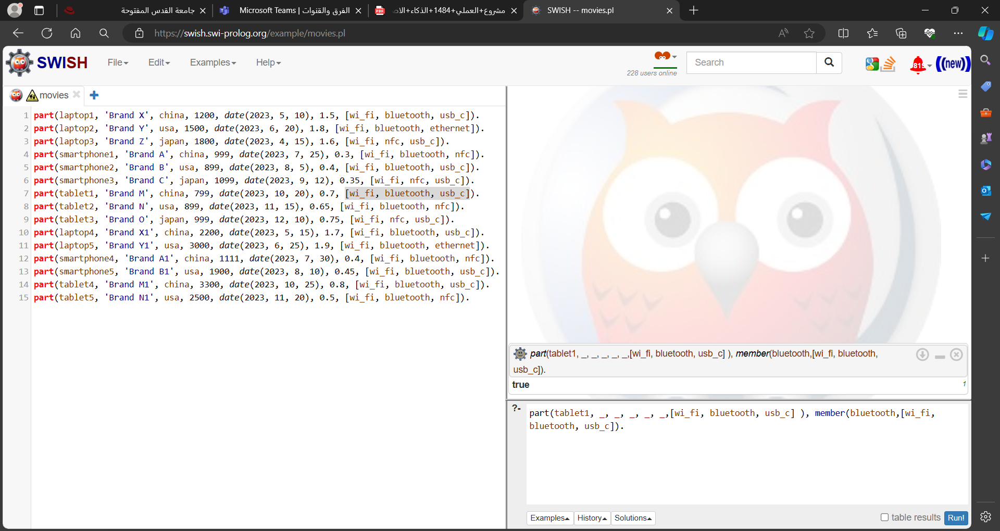 جامعة القدس المفتوحة
الفرق والقنوات | Microsoft Teams
مشروع+العملي+1484+الذكاء+الاص
SWISH -- movies.pl
https://swish.swi-prolog.org/example/movies.pl
SWISH
File
Edit
Examples
Help
228 users online
Search
819
((new))
movies
1 part(laptop1, 'Brand X', china, 1200, date(2023, 5, 10), 1.5, [wi_fi, bluetooth, usb_c]).
2 part(laptop2, 'Brand Y', usa, 1500, date(2023, 6, 20), 1.8, [wi_fi, bluetooth, ethernet]).
3 part(laptop3, 'Brand Z', japan, 1800, date(2023, 4, 15), 1.6, [wi_fi, nfc, usb_c]).
4 part(smartphone1, 'Brand A', china, 999, date(2023, 7, 25), 0.3, [wi_fi, bluetooth, nfc]).
5 part(smartphone2, 'Brand B', usa, 899, date(2023, 8, 5), 0.4, [wi_fi, bluetooth, usb_c]).
6 part(smartphone3, 'Brand C', japan, 1099, date(2023, 9, 12), 0.35, [wi_fi, nfc, usb_c]).
7 part(tablet1, 'Brand M', china, 799, date(2023, 10, 20), 0.7, [wi_fi, bluetooth, usb_c]).
8 part(tablet2, 'Brand N', usa, 899, date(2023, 11, 15), 0.65, [wi_fi, bluetooth, nfc]).
9 part(tablet3, 'Brand O', japan, 999, date(2023, 12, 10), 0.75, [wi_fi, nfc, usb_c]).
10 part(laptop4, 'Brand X1', china, 2200, date(2023, 5, 15), 1.7, [wi_fi, bluetooth, usb_c]).
11 part(laptop5, 'Brand Y1', usa, 3000, date(2023, 6, 25), 1.9, [wi_fi, bluetooth, ethernet]).
12 part(smartphone4, 'Brand A1', china, 1111, date(2023, 7, 30), 0.4, [wi_fi, bluetooth, nfc]).
13 part(smartphone5, 'Brand B1', usa, 1900, date(2023, 8, 10), 0.45, [wi_fi, bluetooth, usb_c]).
14 part(tablet4, 'Brand M1', china, 3300, date(2023, 10, 25), 0.8, [wi_fi, bluetooth, usb_c]).
15 part(tablet5, 'Brand N1', usa, 2500, date(2023, 11, 20), 0.5, [wi_fi, bluetooth, nfc]).
part(tablet1, _, _, _, _, _,[wi_fi, bluetooth, usb_c] ), member(bluetooth,[wi_fi, bluetooth,
usb_c]).
true
1
?- part(tablet1, _, _, _, _, _,[wi_fi, bluetooth, usb_c] ), member(bluetooth,[wi_fi,
bluetooth, usb_c]).
Examples
History
Solutions
table results
Run!